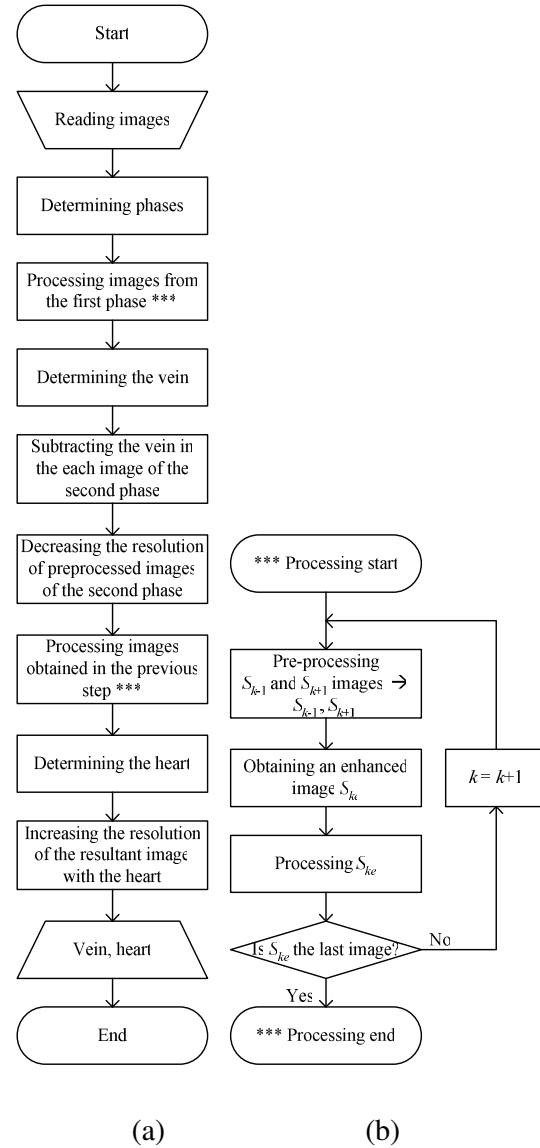 Start
Reading images
Determining phases
Processing images from
the first phase ***
Determining the vein
Subtracting the vein in
the each image of the
second phase
Decreasing the resolution
of preprocessed images
of the second phase
Processing images
obtained in the previous
step ***
Determining the heart
Increasing the resolution
of the resultant image
with the heart
Vein, heart
End
(a)
*** Processing start
Pre-processing
Sk-1 and Sk+1 images →
Sk-1, Sk+1
Obtaining an enhanced
image Ske
Processing Ske
Is Ske the last image?
No
k = k+1
Yes
*** Processing end
(b)